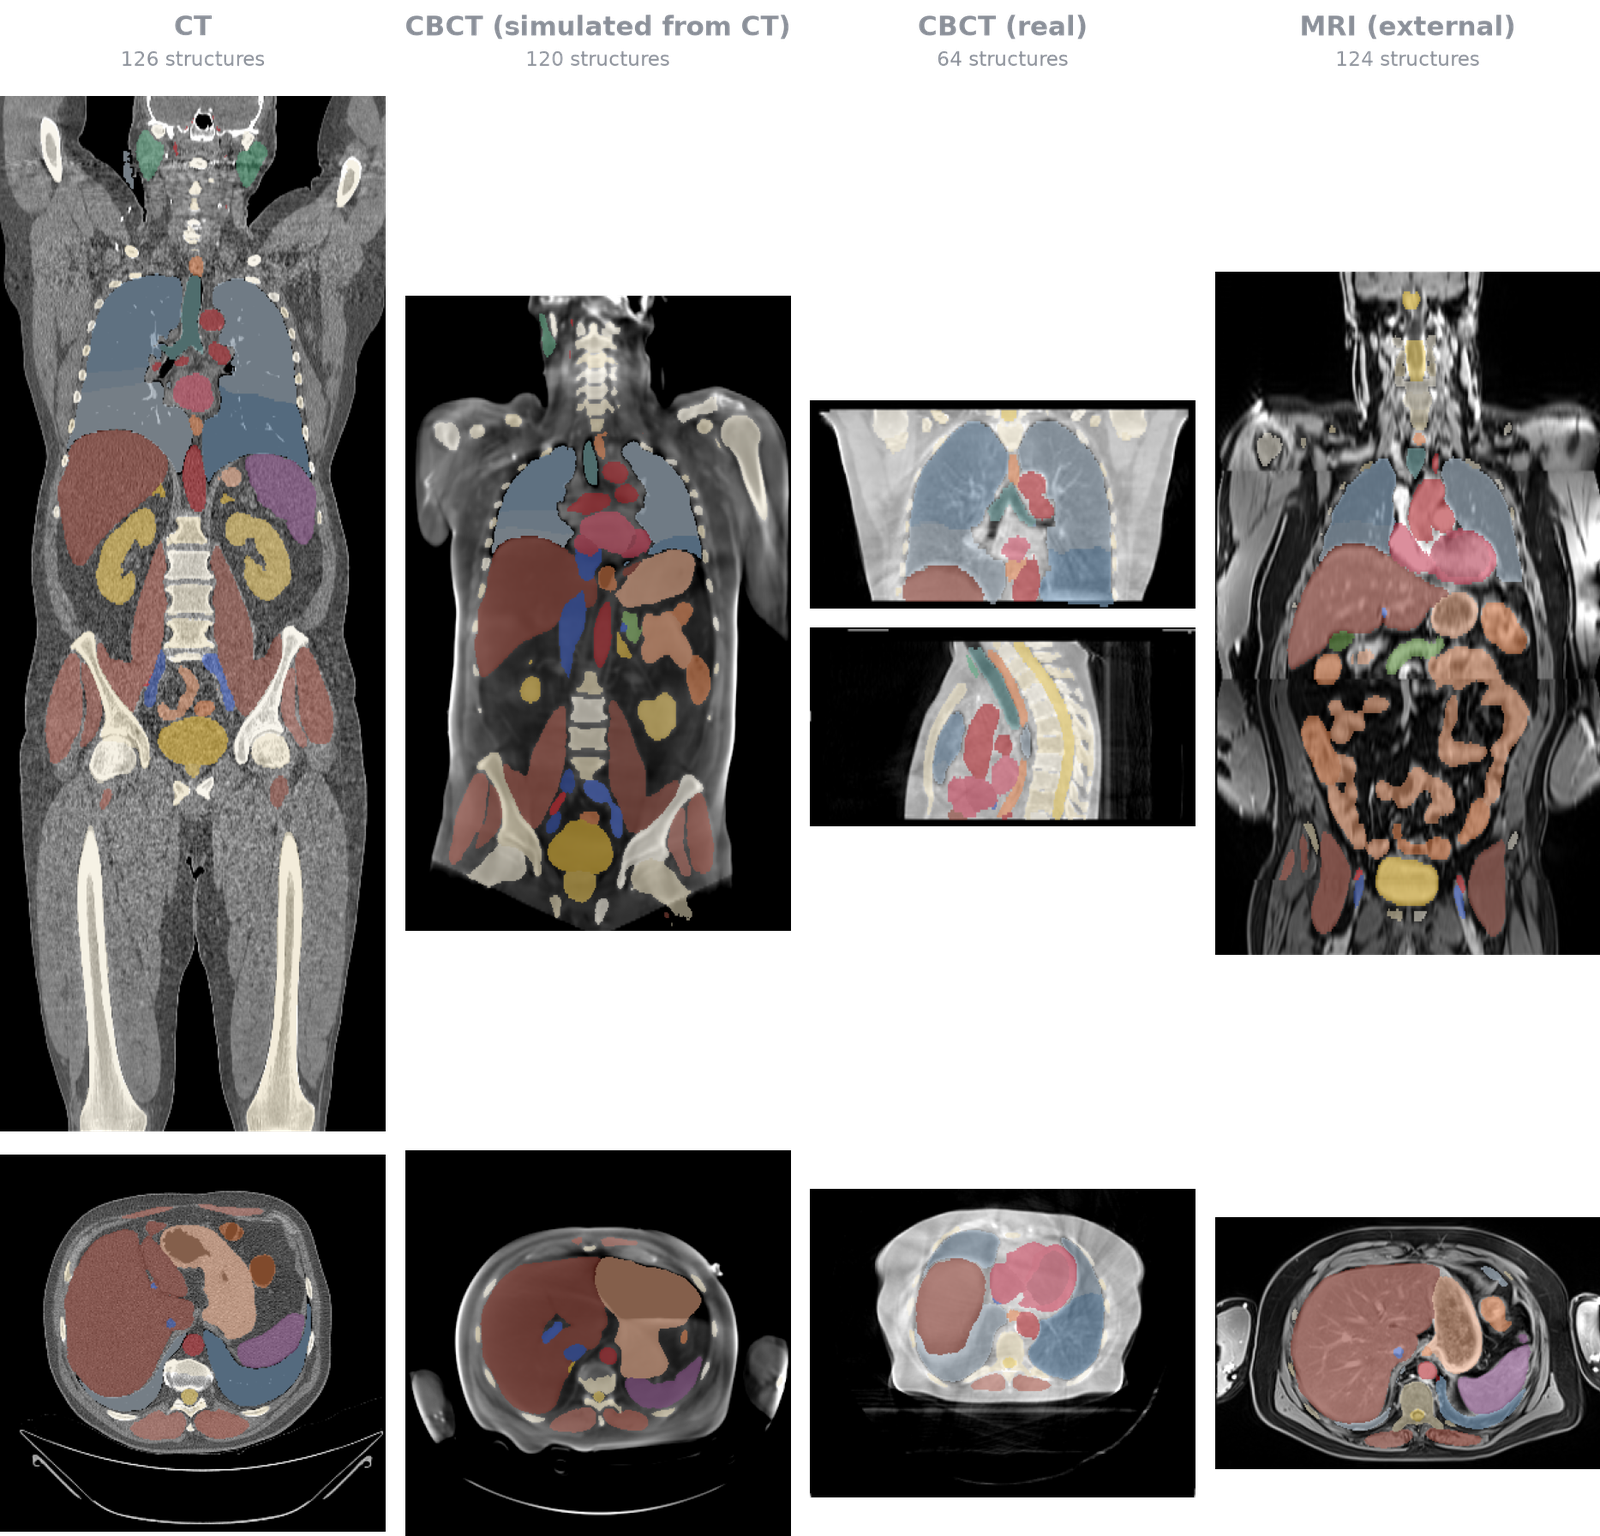 CT
126 structures
CBCT (simulated from CT)
120 structures
CBCT (real)
64 structures
MRI (external)
124 structures